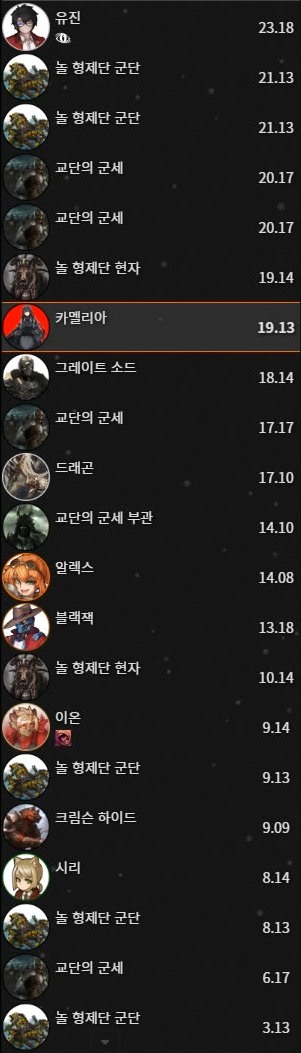 유진
23.18
놀 형제단 군단
21.13
놀 형제단 군단
21.13
교단의 군세
20.17
교단의 군세
20.17
놀 형제단 현자
19.14
카멜리아
19.13
그레이트 소드
18.14
교단의 군세
17.17
드래곤
17.10
교단의 군세 부관
14.10
알렉스
14.08
블랙잭
13.18
놀 형제단 현자
10.14
이온
9.14
놀 형제단 군단
9.13
크림슨 하이드
9.09
시리
8.14
놀 형제단 군단
8.13
교단의 군세
6.17
놀 형제단 군단
3.13